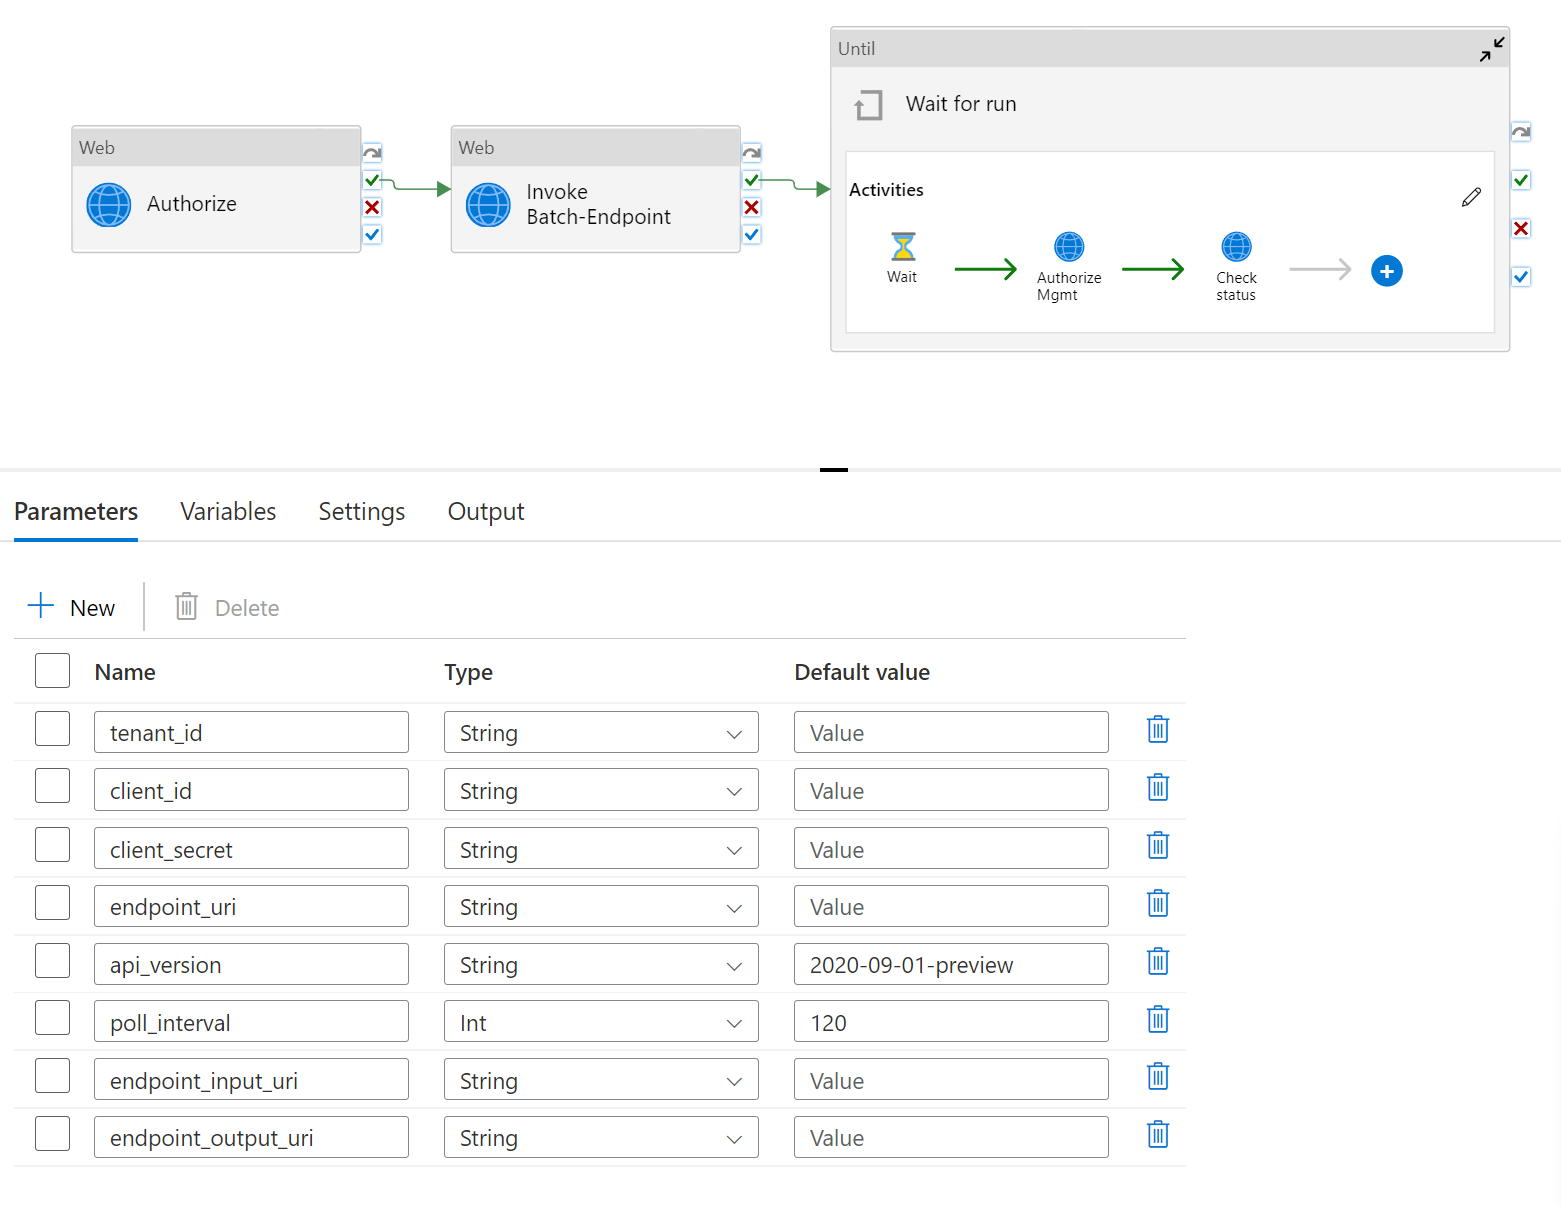 Until
Wait for run
Web
Authorize
Web
Invoke
Batch-Endpoint
Activities
Wait
Authorize
Mgmt
Check
status
Parameters
Variables
Settings
Output
New
Delete
Name
Type
Default value
tenant_id
String
Value
client_id
String
Value
client_secret
String
Value
endpoint_uri
String
Value
api_version
String
2020-09-01-preview
poll_interval
Int
120
endpoint_input_uri
String
Value
endpoint_output_uri
String
Value